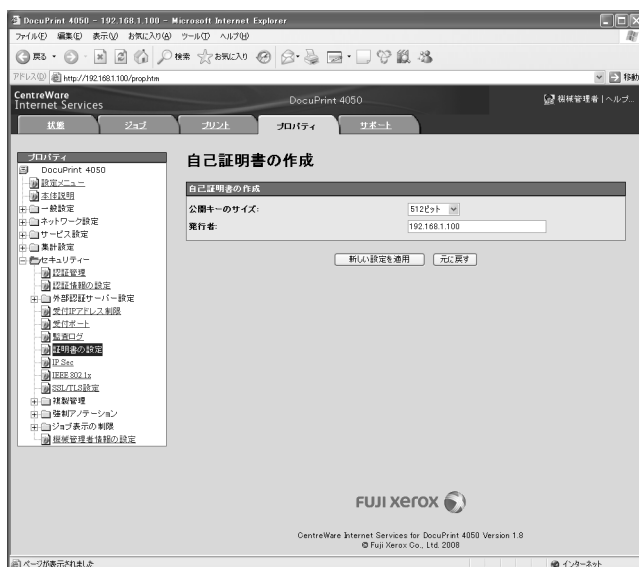 DocuPrint 4050 - 192.168.1.100 - Microsoft Internet Explorer
ファイル(F) 編集(E) 表示(V) お気に入り(A) ツール(T) ヘルプ(H)
戻る 検索 お気に入り
アドレス(D) http://192.168.1.100/prop.htm 移動
CentreWare
Internet Services
DocuPrint 4050
機械管理者 | ヘルプ...
状態 ジョブ プリント プロパティ サポート
プロパティ
DocuPrint 4050
設定メニュー
本体説明
一般設定
ネットワーク設定
サービス設定
集計設定
セキュリティー
認証管理
認証情報の設定
外部認証サーバー設定
受付IPアドレス制限
受付ポート
監査ログ
証明書の設定
IP Sec
IEEE 802.1x
SSL/TLS設定
複製管理
強制アノテーション
ジョブ表示の制限
機械管理者情報の設定
自己証明書の作成
自己証明書の作成
公開キーのサイズ: 512ビット
発行者: 192.168.1.100
新しい設定を適用 元に戻す
FUJI xerox
CentreWare Internet Services for DocuPrint 4050 Version 1.8
© Fuji Xerox Co., Ltd. 2008
ページが表示されました インターネット